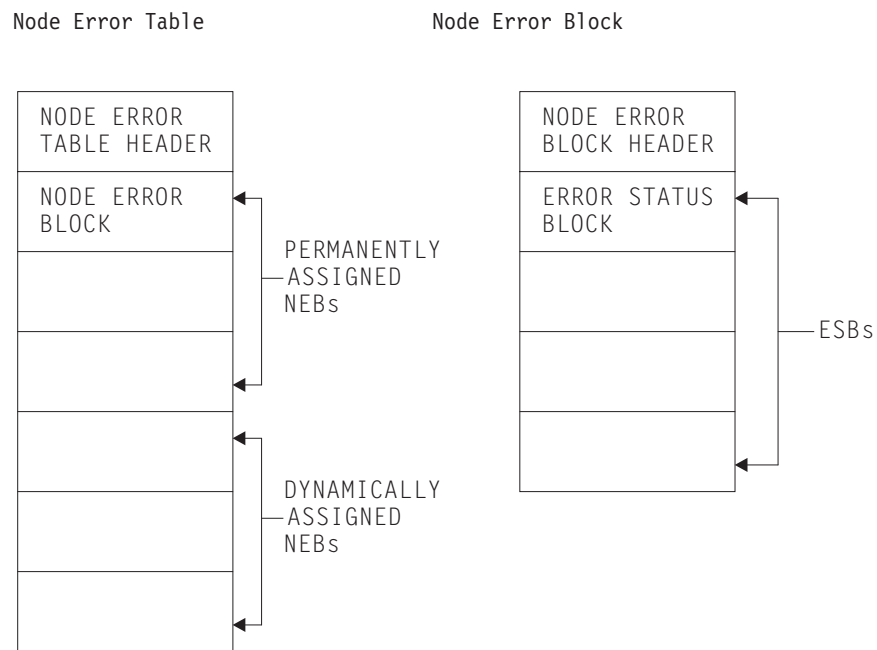 Node Error Table
NODE ERROR
TABLE HEADER
NODE ERROR
BLOCK
PERMANENTLY
ASSIGNED
NEBs
DYNAMICALLY
ASSIGNED
NEBs
Node Error Block
NODE ERROR
BLOCK HEADER
ERROR STATUS
BLOCK
ESBs